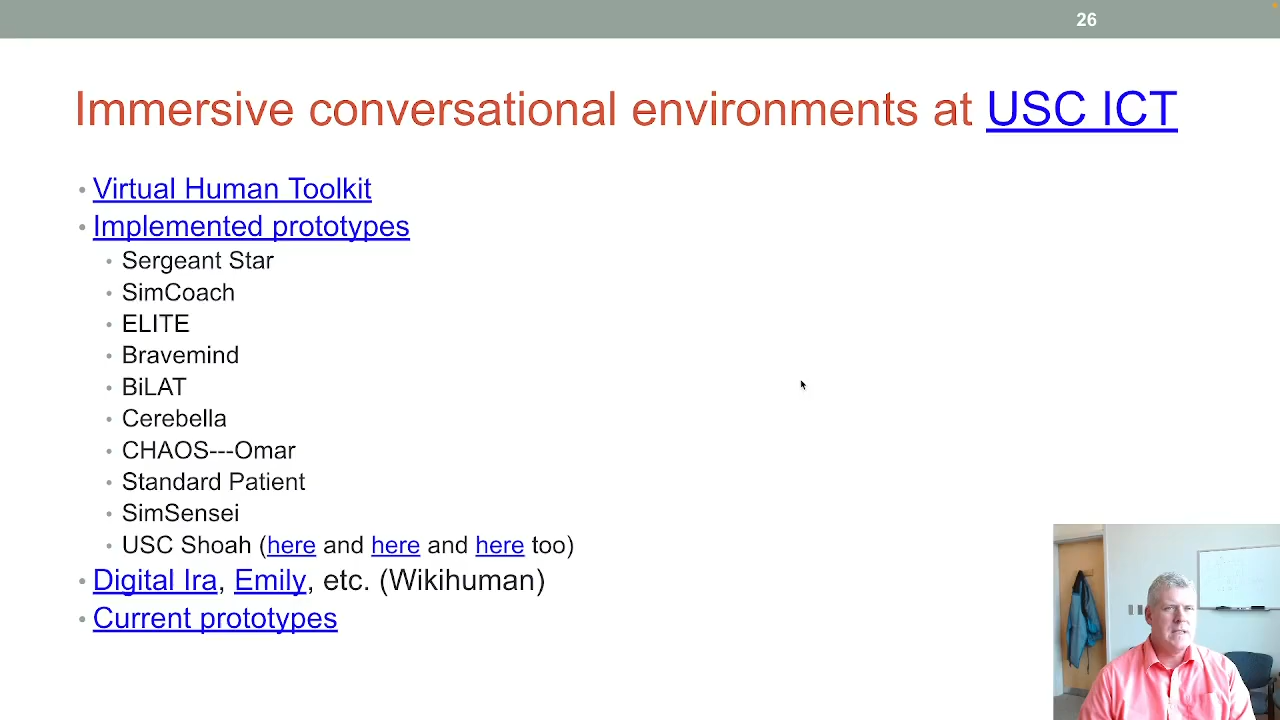 26
Immersive conversational environments at USC ICT
• Virtual Human Toolkit
• Implemented prototypes
• Sergeant Star
• SimCoach
• ELITE
• Bravemind
• BiLAT
• Cerebella
• CHAOS---Omar
• Standard Patient
• SimSensei
• USC Shoah (here and here and here too)
• Digital Ira, Emily, etc. (Wikihuman)
• Current prototypes